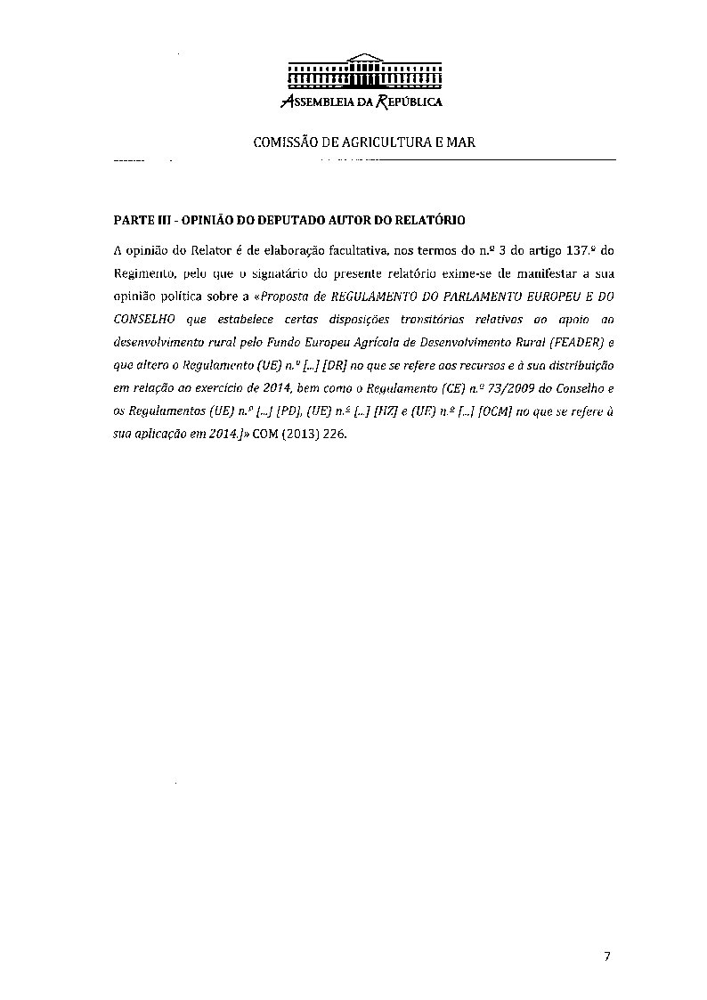 ASSEMBLEIA DA REPÚBLICA
COMISSÃO DE AGRICULTURA E MAR
PARTE III - OPINIÃO DO DEPUTADO AUTOR DO RELATÓRIO
A opinião do Relator é de elaboração facultativa, nos termos do n.º 3 do artigo 137.º do
Regimento, pelo que o signatário do presente relatório exime-se de manifestar a sua
opinião política sobre a «Proposta de REGULAMENTO DO PARLAMENTO EUROPEU E DO
CONSELHO que estabelece certas disposições transitórias relativas ao apoio ao
desenvolvimento rural pelo Fundo Europeu Agrícola de Desenvolvimento Rural (FEADER) e
que altera o Regulamento (UE) n.º [...] [DR] no que se refere aos recursos e à sua distribuição
em relação ao exercício de 2014, bem como o Regulamento (CE) n.º 73/2009 do Conselho e
os Regulamentos (UE) n.º [...] [PD], (UE) n.º [...] [HZ] e (UE) n.º [...] [OCM] no que se refere à
sua aplicação em 2014.]» COM (2013) 226.
7